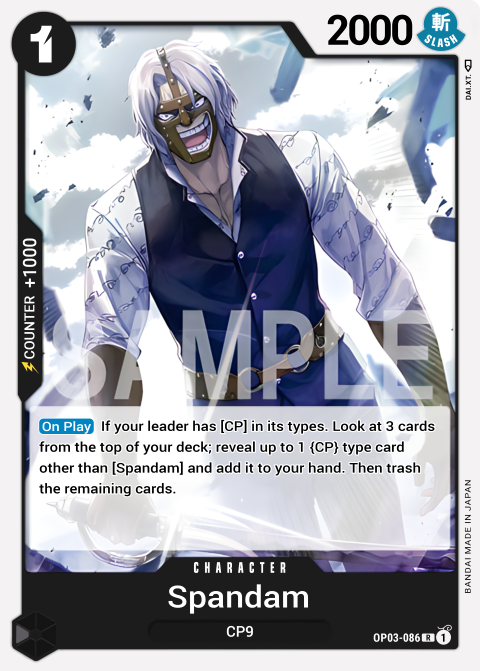 1
2000
斬
SLASH
DAI.XT.
COUNTER +1000
SAMPLE
On Play If your leader has [CP] in its types. Look at 3 cards
from the top of your deck; reveal up to 1 {CP} type card
other than [Spandam] and add it to your hand. Then trash
the remaining cards.
BANDAI MADE IN JAPAN
CHARACTER
Spandam
CP9
OP03-086 R 1